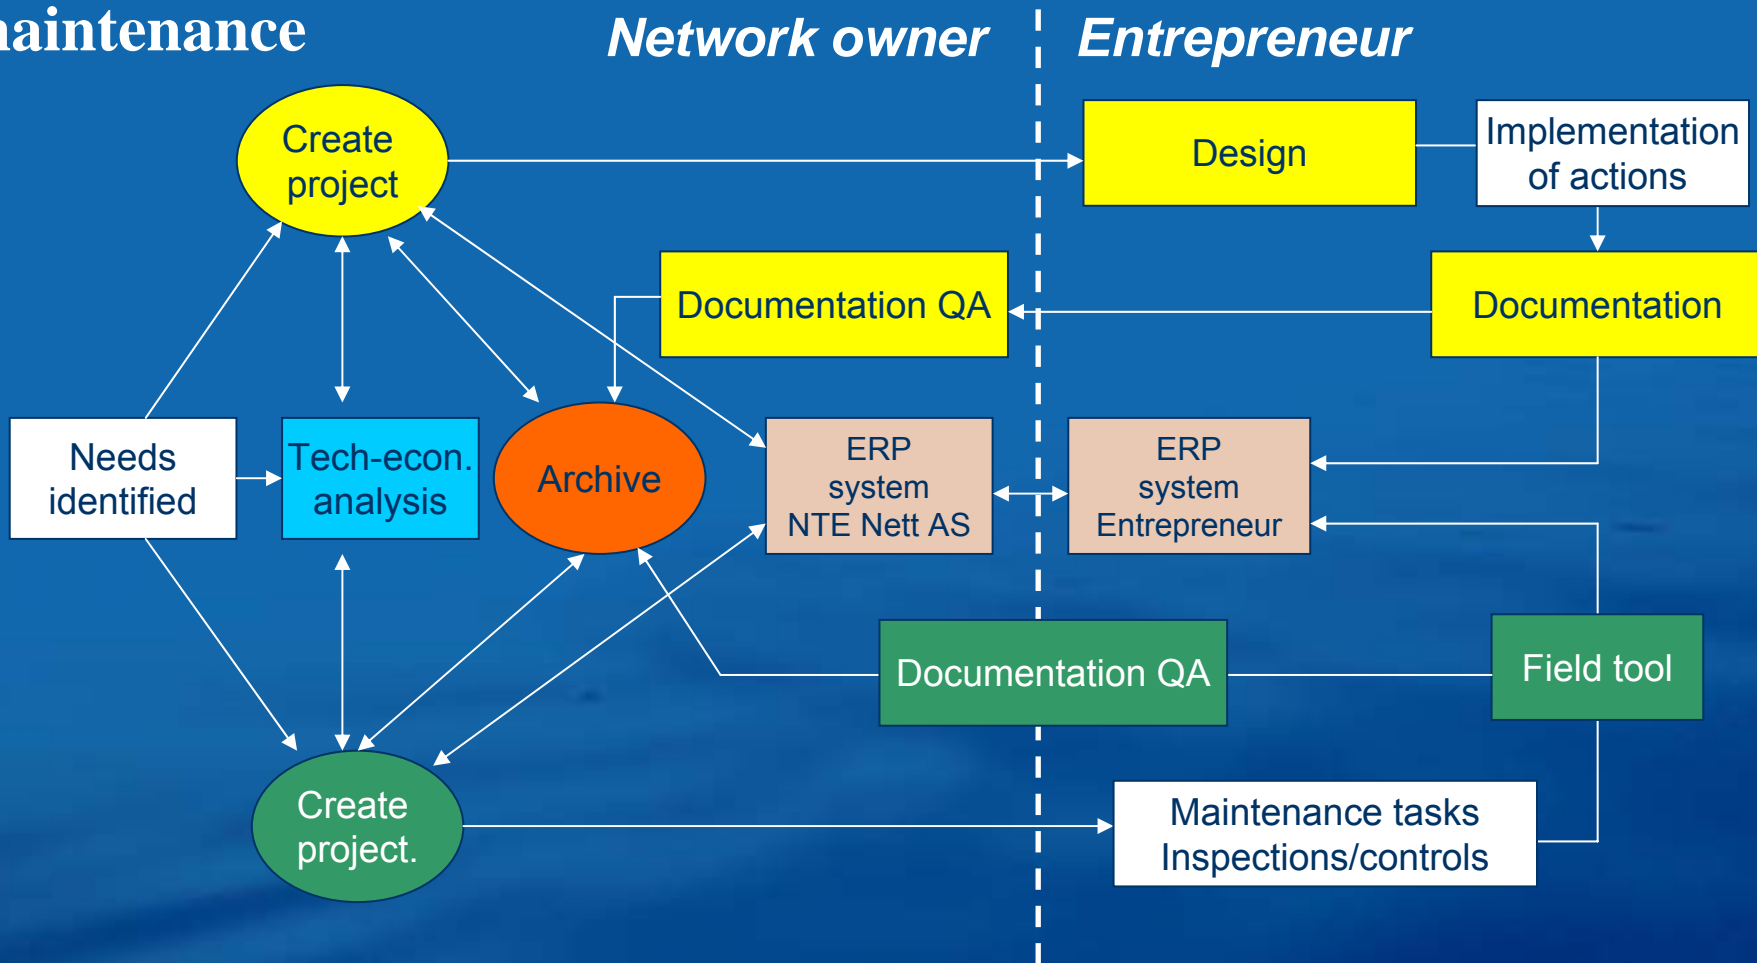 Network owner
Entrepreneur
Create
project
Design
Implementation
of actions
Documentation QA
Documentation
Needs
identified
Tech-econ.
analysis
Archive
ERP
system
NTE Nett AS
ERP
system
Entrepreneur
Documentation QA
Field tool
Create
project.
Maintenance tasks
Inspections/controls